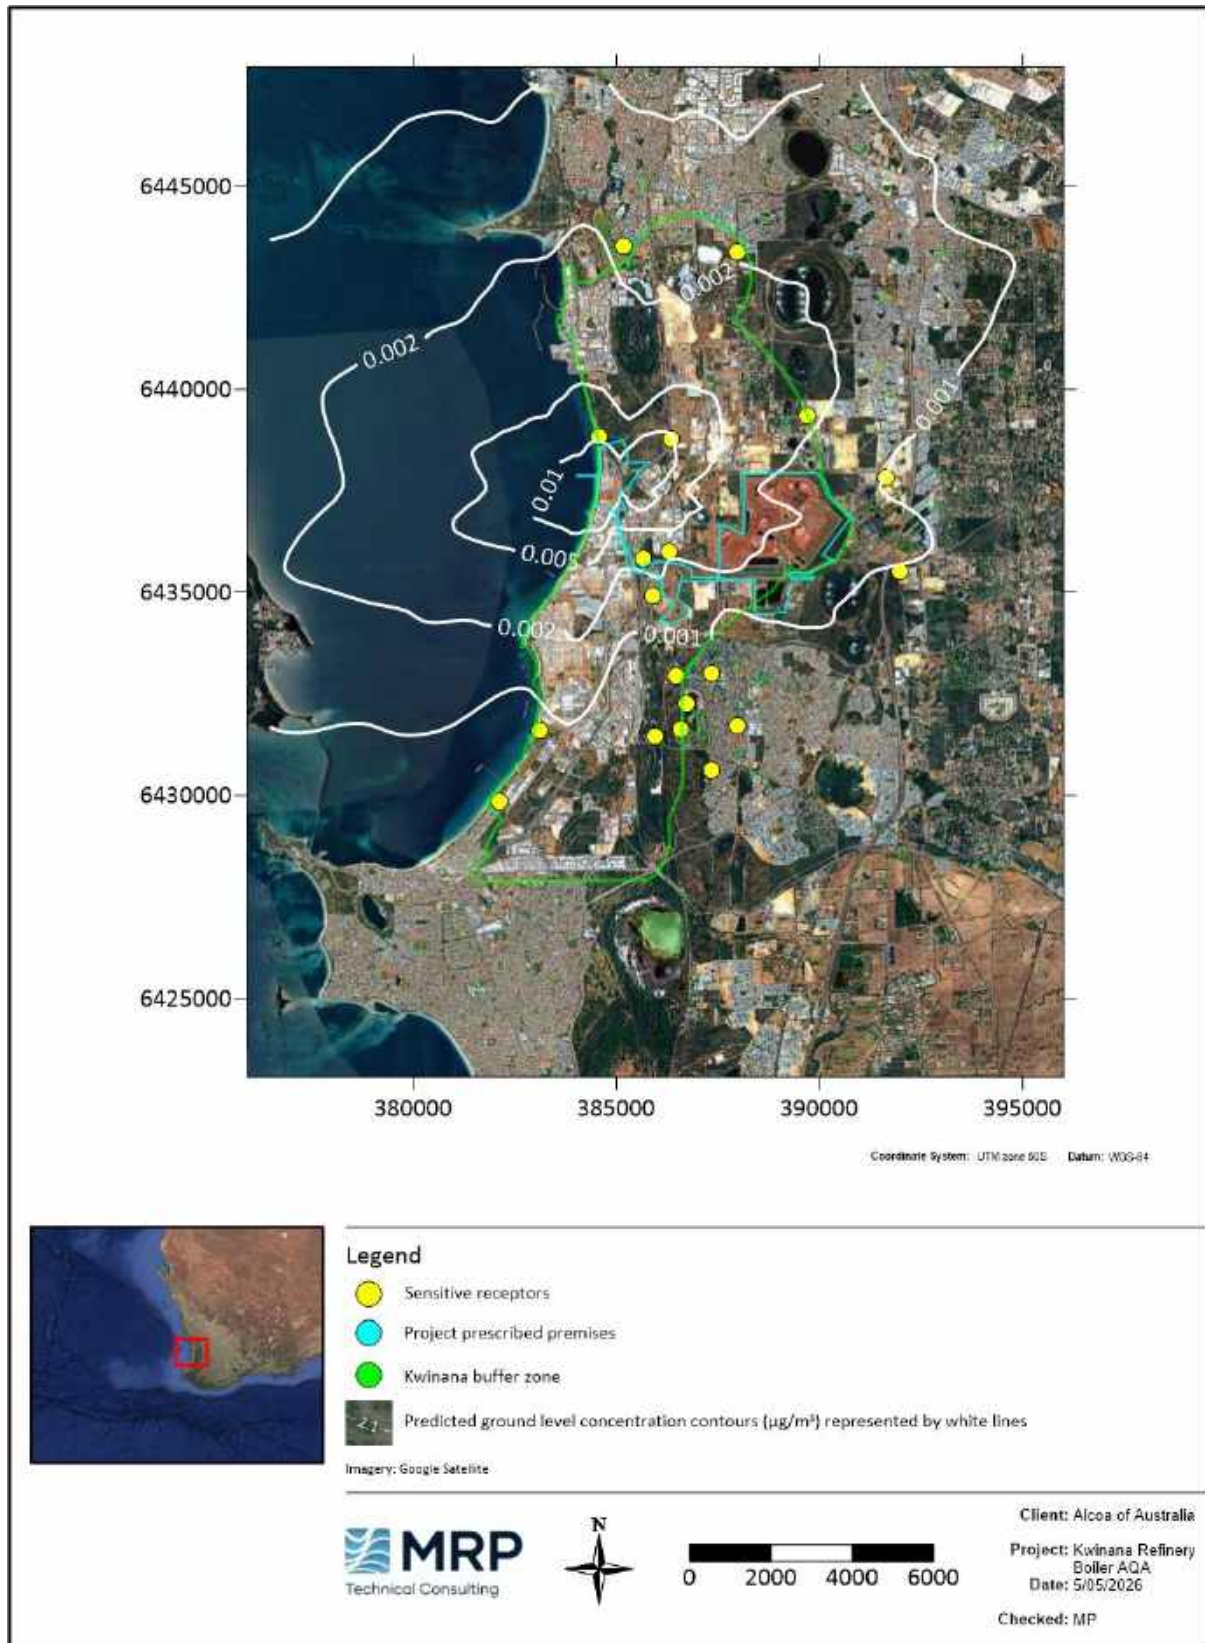 6445000
6440000
6435000
6430000
6425000
0.002
0.002
0.001
0.01
0.005
0.002
0.001
380000
385000
390000
395000
Coordinate System: UTM zone 50S Datum: WGS-84
Legend
Sensitive receptors
Project prescribed premises
Kwinana buffer zone
2.1
Predicted ground level concentration contours (µg/m³) represented by white lines
Imagery: Google Satellite
MRP
Technical Consulting
N
0 2000 4000 6000
Client: Alcoa of Australia
Project: Kwinana Refinery
Boiler AQA
Date: 5/05/2026
Checked: MP